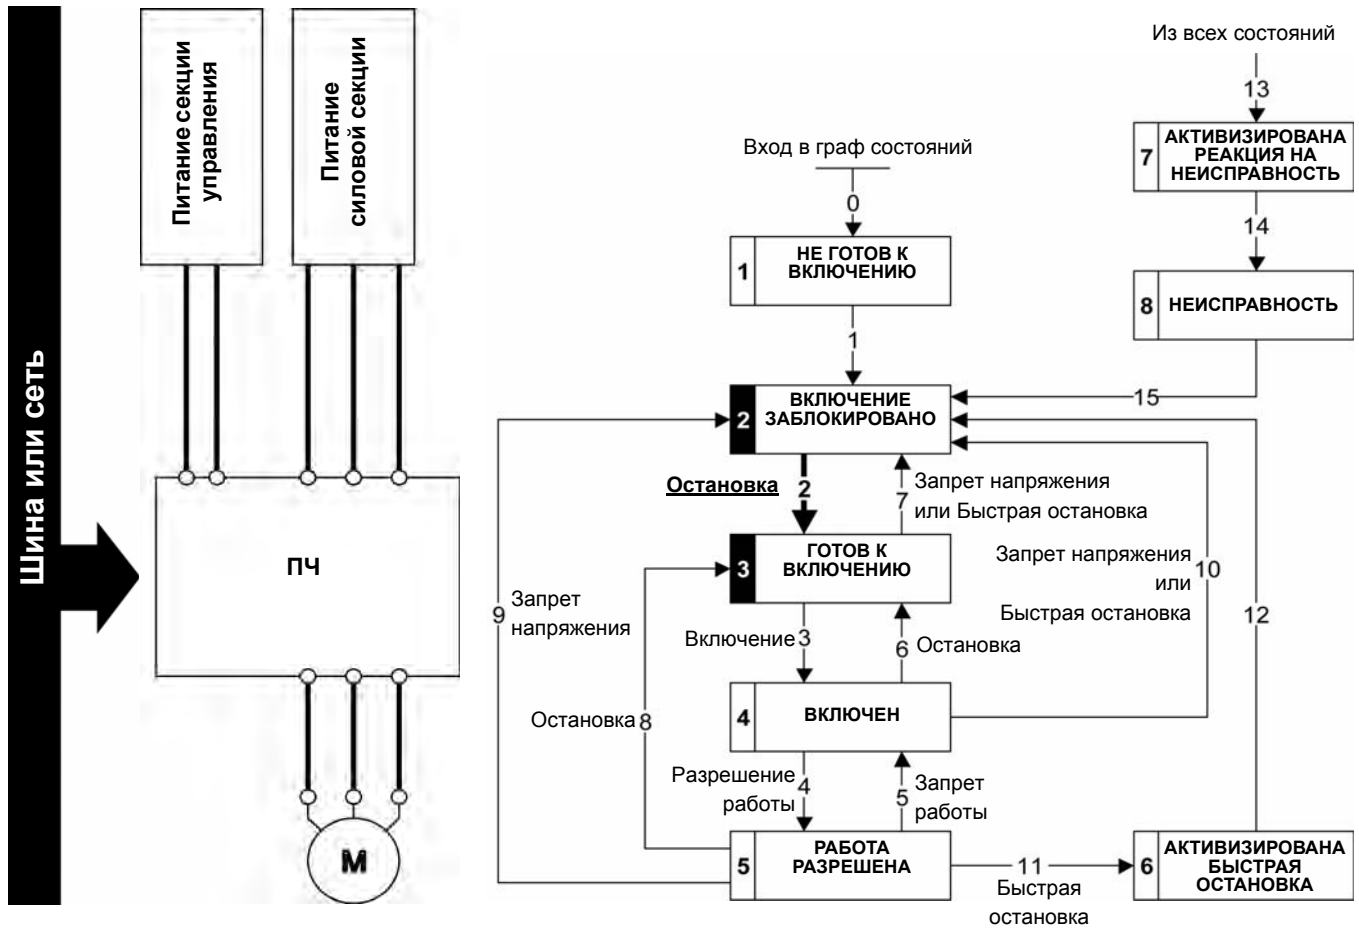 Шина или сеть
Питание секции
управления
Питание
силовой секции
ПЧ
M
Из всех состояний
13
7
АКТИВИЗИРОВАНА
РЕАКЦИЯ НА
НЕИСПРАВНОСТЬ
14
8
НЕИСПРАВНОСТЬ
15
Вход в граф состояний
0
1
НЕ ГОТОВ К
ВКЛЮЧЕНИЮ
1
2
ВКЛЮЧЕНИЕ
ЗАБЛОКИРОВАНО
Остановка
2
7
Запрет напряжения
или Быстрая остановка
3
ГОТОВ К
ВКЛЮЧЕНИЮ
Запрет напряжения
или
Быстрая остановка
10
9
Запрет
напряжения
12
Включение
3
6
Остановка
4
ВКЛЮЧЕН
Остановка
8
Разрешение
работы
4
5
Запрет
работы
5
РАБОТА
РАЗРЕШЕНА
11
Быстрая
остановка
6
АКТИВИЗИРОВАНА
БЫСТРАЯ
ОСТАНОВКА